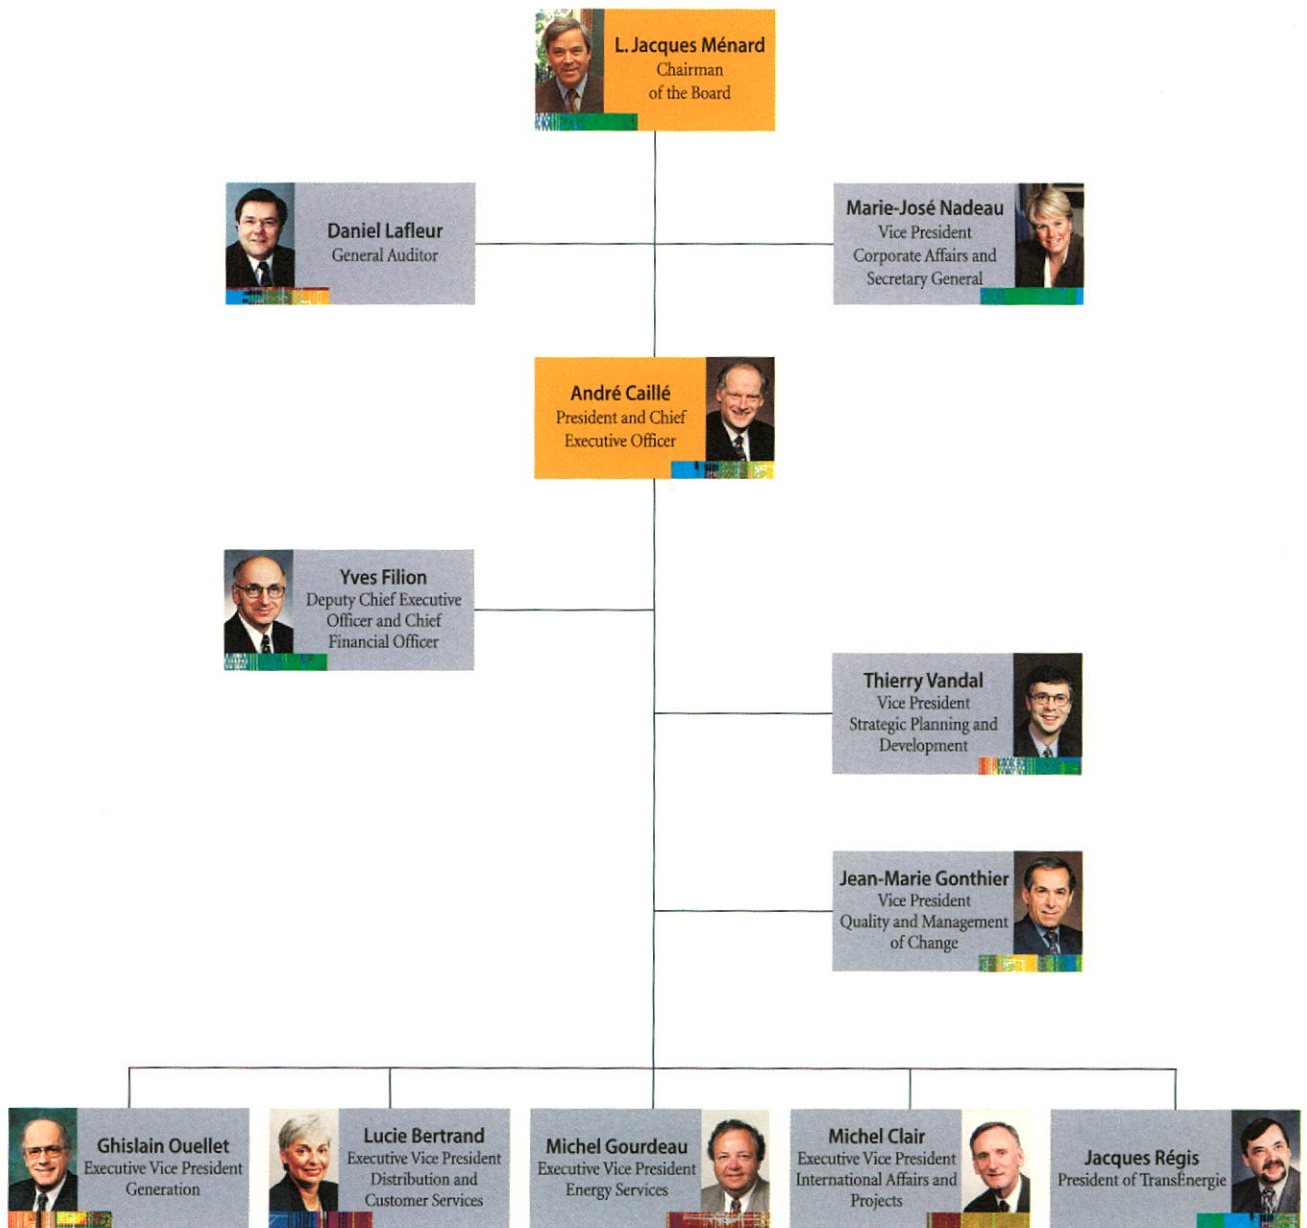 L. Jacques Ménard
Chairman
of the Board
Daniel Lafleur
General Auditor
Marie-José Nadeau
Vice President
Corporate Affairs and
Secretary General
André Caillé
President and Chief
Executive Officer
Yves Filion
Deputy Chief Executive
Officer and Chief
Financial Officer
Thierry Vandal
Vice President
Strategic Planning and
Development
Jean-Marie Gonthier
Vice President
Quality and Management
of Change
Ghislain Ouellet
Executive Vice President
Generation
Lucie Bertrand
Executive Vice President
Distribution and
Customer Services
Michel Gourdeau
Executive Vice President
Energy Services
Michel Clair
Executive Vice President
International Affairs and
Projects
Jacques Régis
President of TransÉnergie